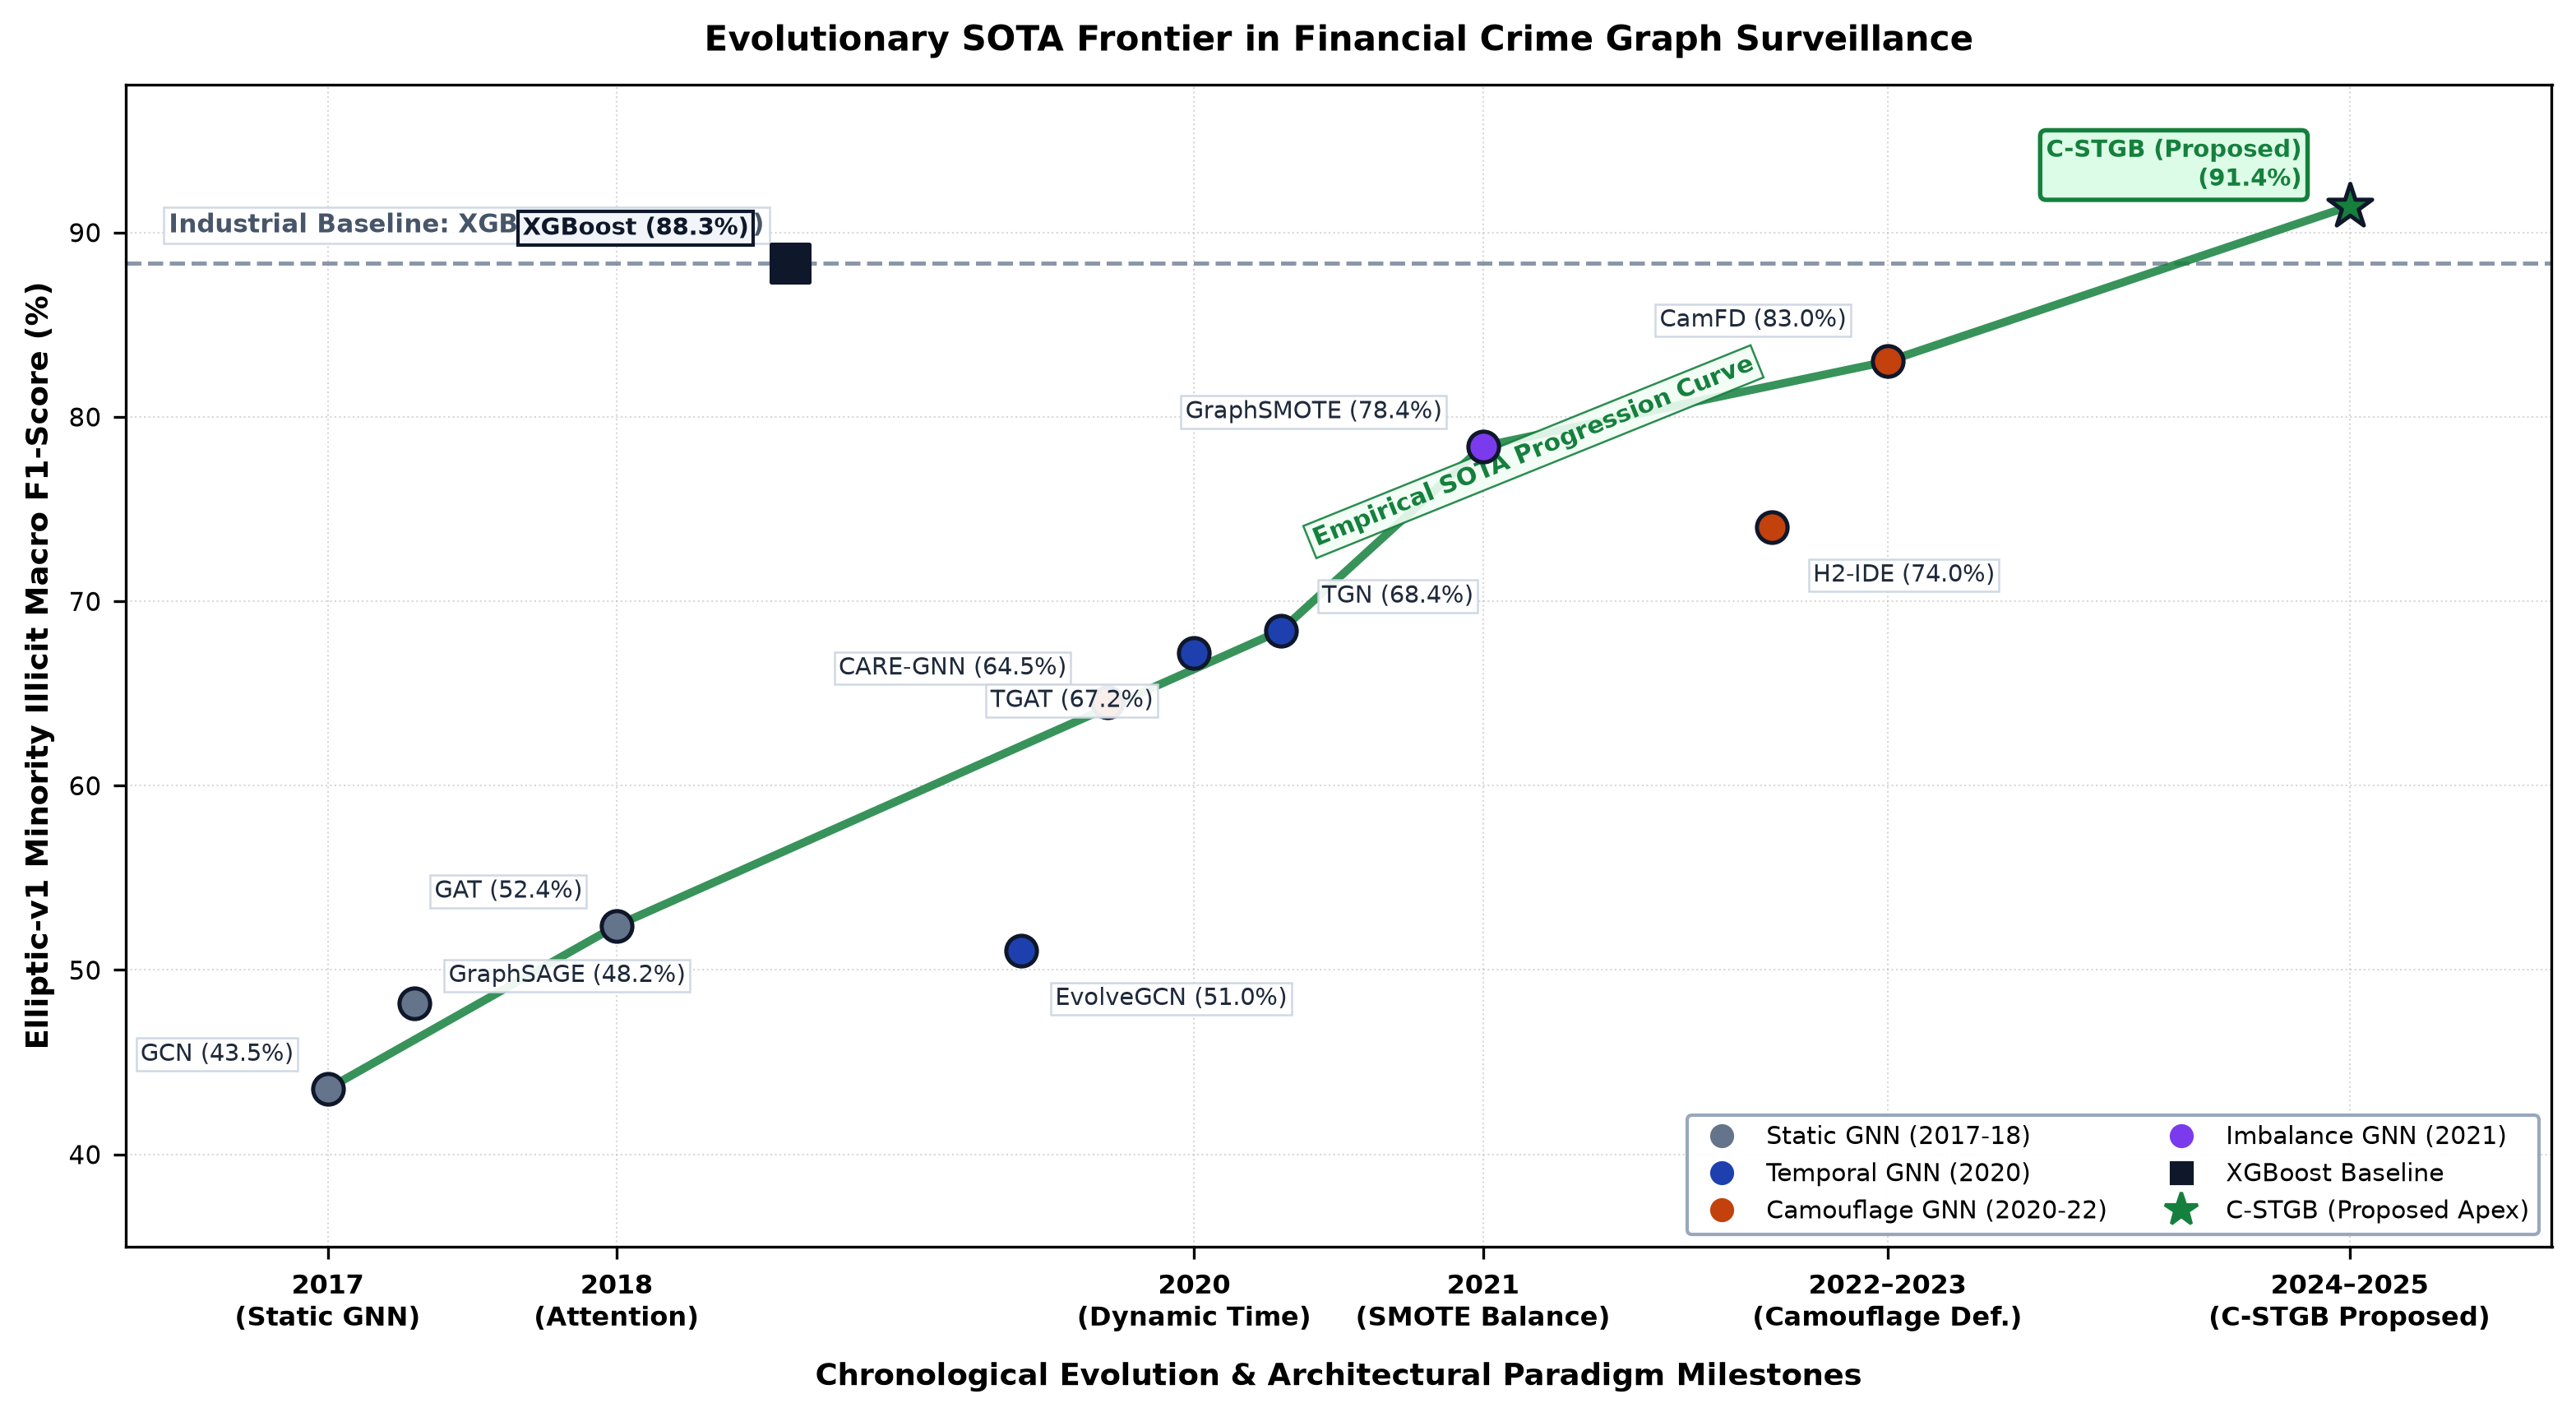 Evolutionary SOTA Frontier in Financial Crime Graph Surveillance
Elliptic-v1 Minority Illicit Macro F1-Score (%)
90
80
70
60
50
40
Industrial Baseline: XGB
)
XGBoost (88.3%)
C-STGB (Proposed)
(91.4%)
CamFD (83.0%)
GraphSMOTE (78.4%)
Empirical SOTA Progression Curve
H2-IDE (74.0%)
TGN (68.4%)
CARE-GNN (64.5%)
TGAT (67.2%)
GAT (52.4%)
GraphSAGE (48.2%)
EvolveGCN (51.0%)
GCN (43.5%)
Static GNN (2017-18)
Temporal GNN (2020)
Camouflage GNN (2020-22)
Imbalance GNN (2021)
XGBoost Baseline
C-STGB (Proposed Apex)
2017
(Static GNN)
2018
(Attention)
2020
(Dynamic Time)
2021
(SMOTE Balance)
2022–2023
(Camouflage Def.)
2024–2025
(C-STGB Proposed)
Chronological Evolution & Architectural Paradigm Milestones